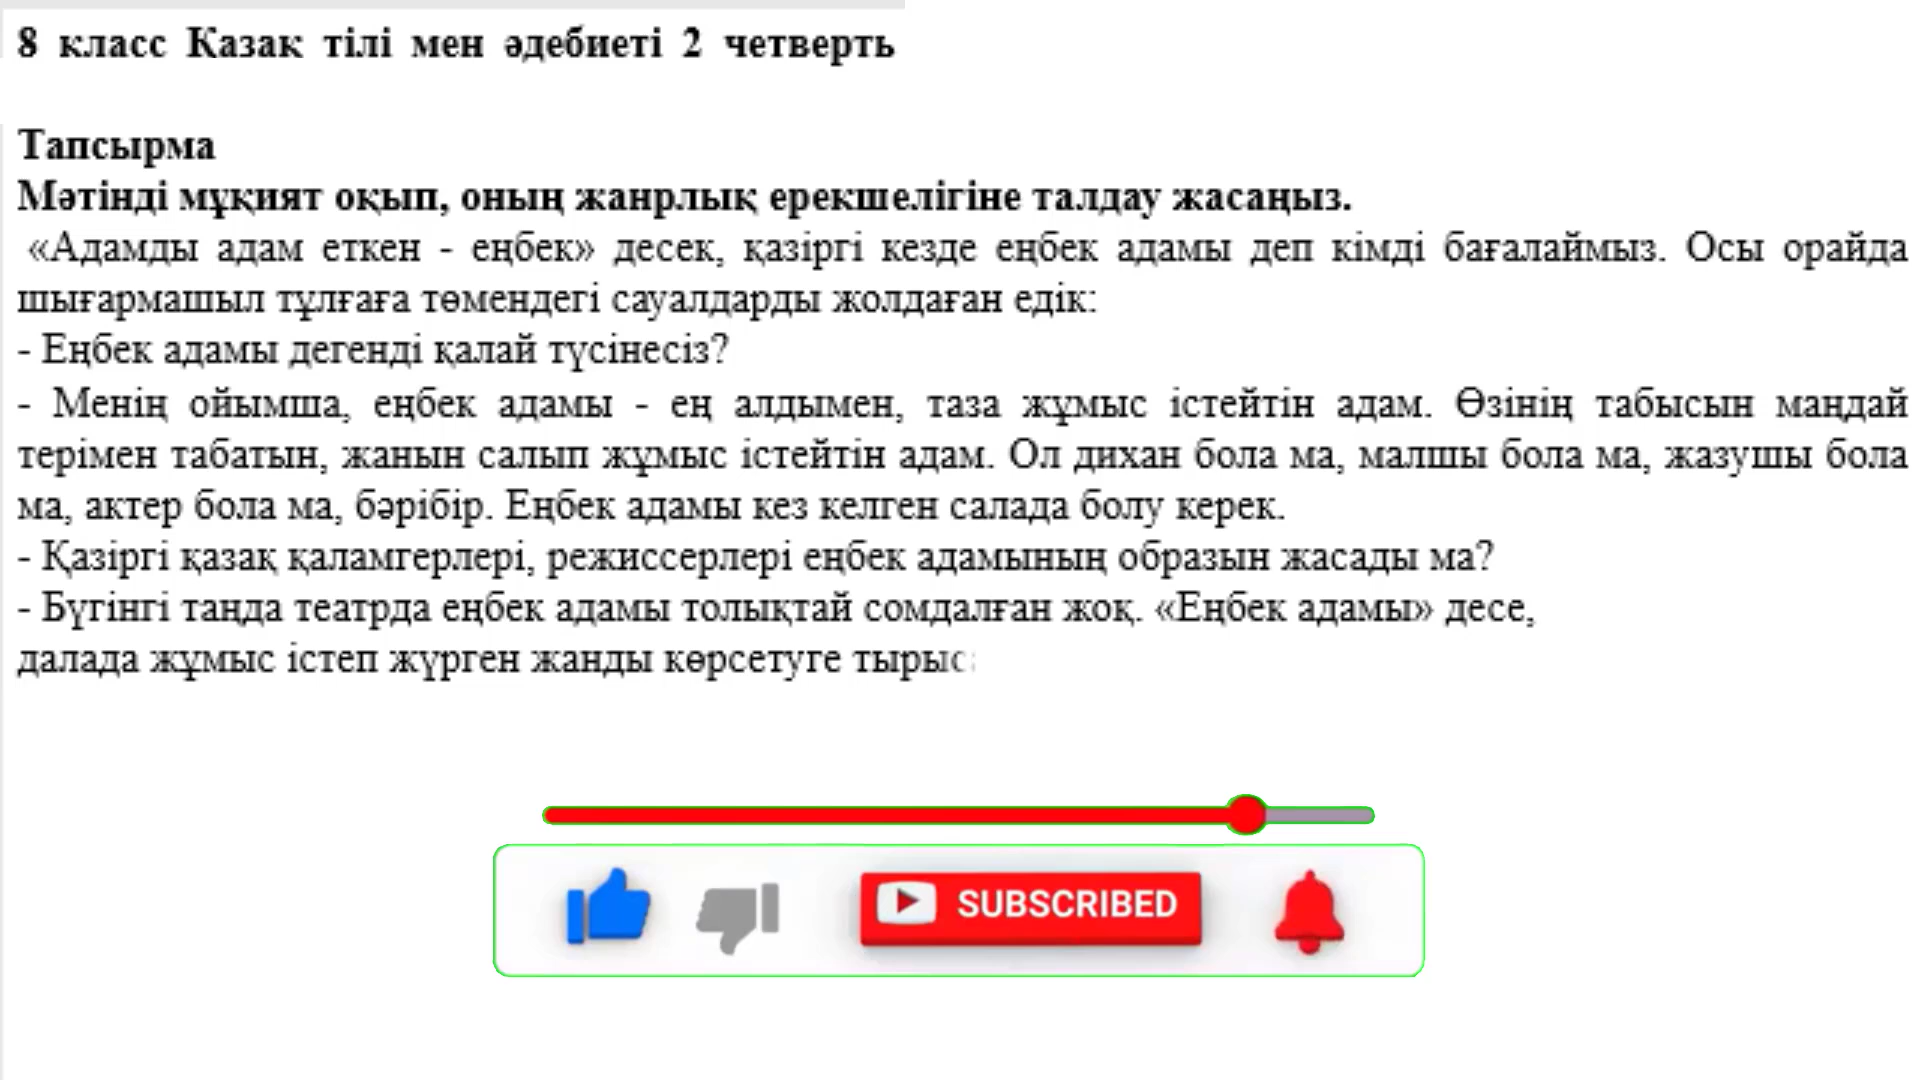 8 класс Қазақ тілі мен әдебиеті 2 четверть
Тапсырма
Мәтінді мұқият оқып, оның жанрлық ерекшелігіне талдау жасаңыз.
«Адамды адам еткен - еңбек» десек, қазіргі кезде еңбек адамы деп кімді бағалаймыз. Осы орайда
шығармашыл тұлғаға төмендегі сауалдарды жолдаған едік:
- Еңбек адамы дегенді қалай түсінесіз?
- Менің ойымша, еңбек адамы - ең алдымен, таза жұмыс істейтін адам. Өзінің табысын маңдай
терімен табатын, жанын салып жұмыс істейтін адам. Ол дихан бола ма, малшы бола ма, жазушы бола
ма, актер бола ма, бәрібір. Еңбек адамы кез келген салада болу керек.
- Қазіргі қазақ қаламгерлері, режиссерлері еңбек адамының образын жасады ма?
- Бүгінгі таңда театрда еңбек адамы толықтай сомдалған жоқ. «Еңбек адамы» десе,
далада жұмыс істеп жүрген жанды көрсетуге
SUBSCRIBED